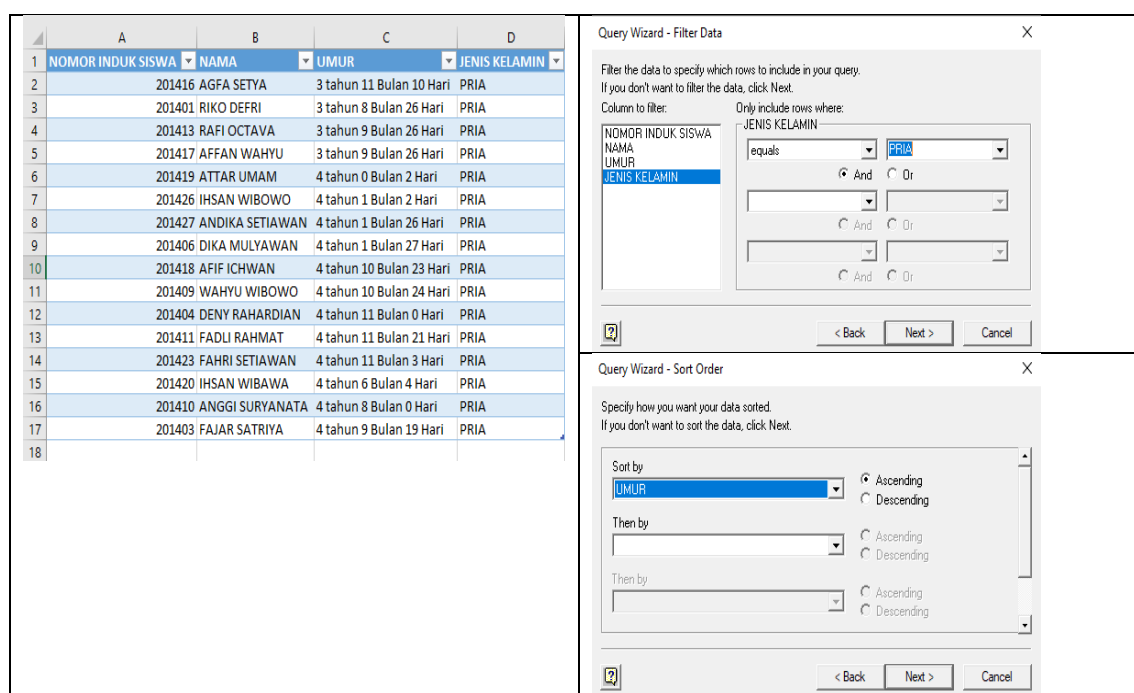 A B C D
1 NOMOR INDUK SISWA NAMA UMUR JENIS KELAMIN
2 201416 AGFA SETYA 3 tahun 11 Bulan 10 Hari PRIA
3 201401 RIKO DEFRI 3 tahun 8 Bulan 26 Hari PRIA
4 201413 RAFI OCTAVA 3 tahun 9 Bulan 26 Hari PRIA
5 201417 AFFAN WAHYU 3 tahun 9 Bulan 26 Hari PRIA
6 201419 ATTAR UMAM 4 tahun 0 Bulan 2 Hari PRIA
7 201426 IHSAN WIBOWO 4 tahun 1 Bulan 2 Hari PRIA
8 201427 ANDIKA SETIAWAN 4 tahun 1 Bulan 26 Hari PRIA
9 201406 DIKA MULYAWAN 4 tahun 1 Bulan 27 Hari PRIA
10 201418 AFIF ICHWAN 4 tahun 10 Bulan 23 Hari PRIA
11 201409 WAHYU WIBOWO 4 tahun 10 Bulan 24 Hari PRIA
12 201404 DENY RAHARDIAN 4 tahun 11 Bulan 0 Hari PRIA
13 201411 FADLI RAHMAT 4 tahun 11 Bulan 21 Hari PRIA
14 201423 FAHRI SETIAWAN 4 tahun 11 Bulan 3 Hari PRIA
15 201420 IHSAN WIBAWA 4 tahun 6 Bulan 4 Hari PRIA
16 201410 ANGGI SURYANATA 4 tahun 8 Bulan 0 Hari PRIA
17 201403 FAJAR SATRIYA 4 tahun 9 Bulan 19 Hari PRIA
18
Query Wizard - Filter Data
Filter the data to specify which rows to include in your query.
If you don't want to filter the data, click Next.
Column to filter: Only include rows where:
NOMOR INDUK SISWA
NAMA
UMUR
JENIS KELAMIN
JENIS KELAMIN
equals PRIA
And Or
And Or
And Or
< Back Next > Cancel
Query Wizard - Sort Order
Specify how you want your data sorted.
If you don't want to sort the data, click Next.
Sort by
UMUR
Ascending
Descending
Then by
Ascending
Descending
Then by
Ascending
Descending
< Back Next > Cancel